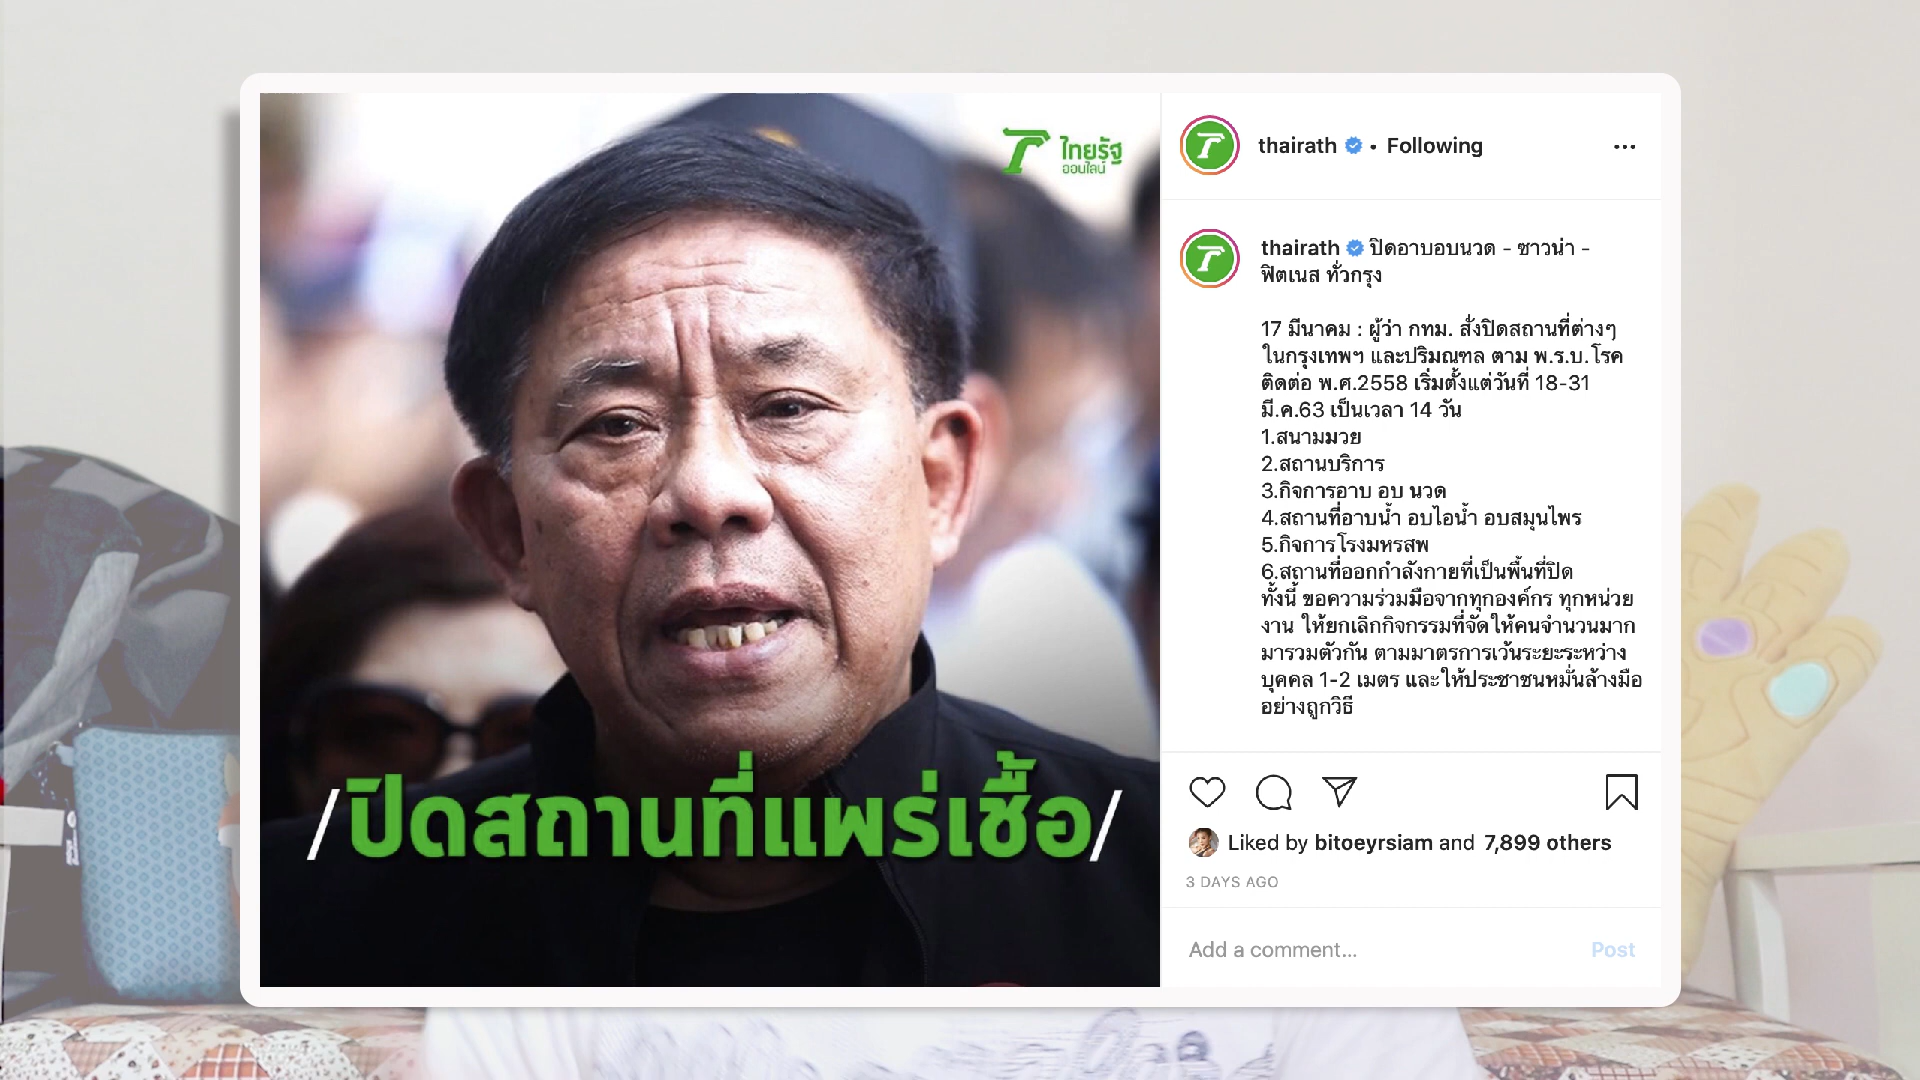 ไทยรัฐ
ออนไลน์
/ปิดสถานที่แพร่เชื้อ/
thairath • Following
thairath ปิดอาบอบนวด - ซาวน่า -
ฟิตเนส ทั่วกรุง
17 มีนาคม : ผู้ว่า กทม. สั่งปิดสถานที่ต่างๆ
ในกรุงเทพฯ และปริมณฑล ตาม พ.ร.บ.โรค
ติดต่อ พ.ศ.2558 เริ่มตั้งแต่วันที่ 18-31
มี.ค.63 เป็นเวลา 14 วัน
1.สนามมวย
2.สถานบริการ
3.กิจการอาบ อบ นวด
4.สถานที่อาบน้ำ อบไอน้ำ อบสมุนไพร
5.กิจการโรงมหรสพ
6.สถานที่ออกกำลังกายที่เป็นพื้นที่ปิด
ทั้งนี้ ขอความร่วมมือจากทุกองค์กร ทุกหน่วย
งาน ให้ยกเลิกกิจกรรมที่จัดให้คนจำนวนมาก
มารวมตัวกัน ตามมาตรการเว้นระยะระหว่าง
บุคคล 1-2 เมตร และให้ประชาชนหมั่นล้างมือ
อย่างถูกวิธี
Liked by bitoeyrsiam and 7,899 others
3 DAYS AGO
Add a comment...
Post